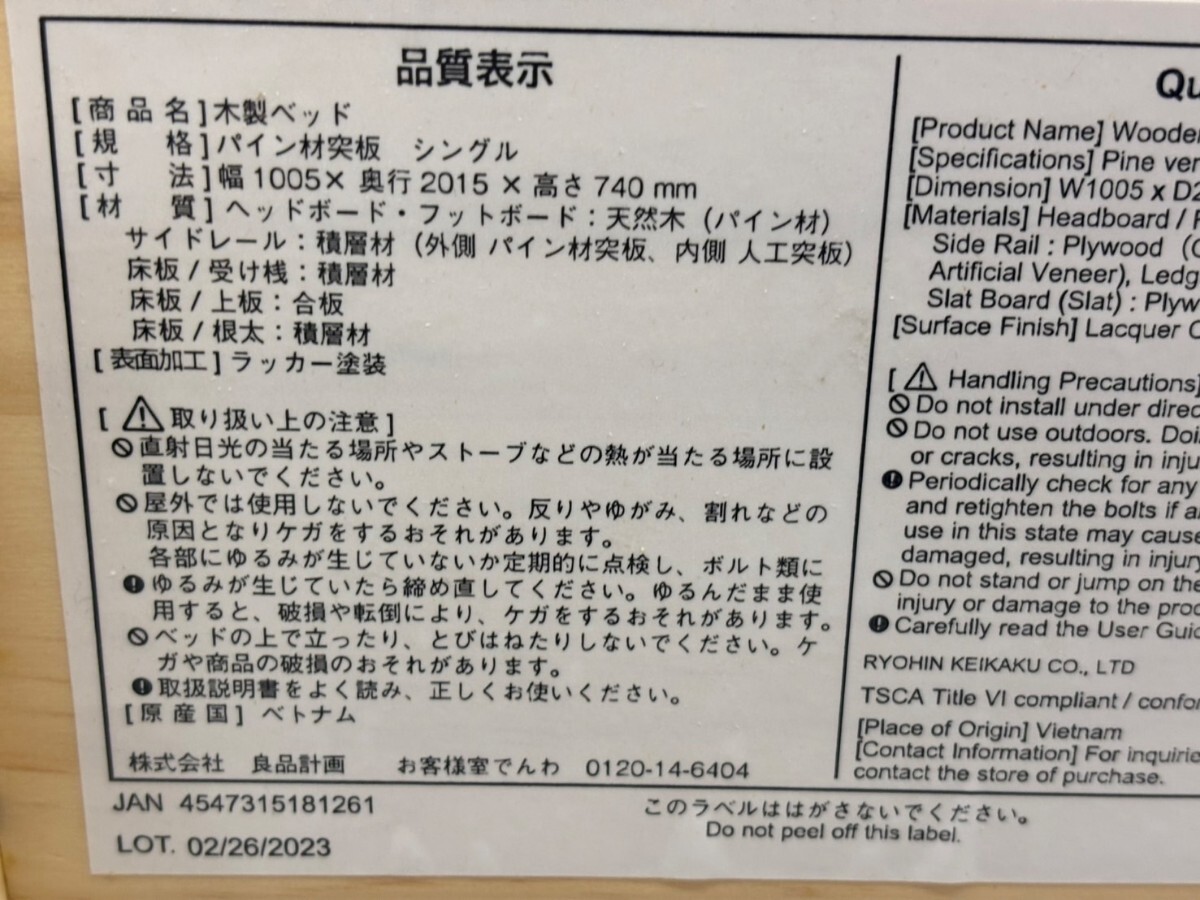 品質表示
[商品名]木製ベッド
[規　格]パイン材突板　シングル
[寸　法]幅1005× 奥行2015 × 高さ740 mm
[材　質]ヘッドボード・フットボード：天然木（パイン材）
サイドレール：積層材（外側 パイン材突板、内側 人工突板）
床板 / 受け桟：積層材
床板 / 上板：合板
床板 / 根太：積層材
[表面加工]ラッカー塗装
[ ⚠ 取り扱い上の注意]
🚫直射日光の当たる場所やストーブなどの熱が当たる場所に設
置しないでください。
🚫屋外では使用しないでください。反りやゆがみ、割れなどの
原因となりケガをするおそれがあります。
各部にゆるみが生じていないか定期的に点検し、ボルト類に
❗ゆるみが生じていたら締め直してください。ゆるんだまま使
用すると、破損や転倒により、ケガをするおそれがあります。
🚫ベッドの上で立ったり、とびはねたりしないでください。ケ
ガや商品の破損のおそれがあります。
❗取扱説明書をよく読み、正しくお使いください。
[原産国] ベトナム
株式会社　良品計画　　お客様室でんわ　0120-14-6404
JAN 4547315181261
LOT. 02/26/2023
このラベルははがさないでください。
Do not peel off this label.
Qu
[Product Name] Wooden
[Specifications] Pine ven
[Dimension] W1005 x D2
[Materials] Headboard /
Side Rail : Plywood (O
Artificial Veneer), Ledg
Slat Board (Slat) : Plyw
[Surface Finish] Lacquer C
[ ⚠ Handling Precautions]
🚫Do not install under direc
🚫Do not use outdoors. Doi
or cracks, resulting in inju
❗Periodically check for any
and retighten the bolts if a
use in this state may cause
damaged, resulting in injury
🚫Do not stand or jump on the
injury or damage to the prod
❗Carefully read the User Guid
RYOHIN KEIKAKU CO., LTD
TSCA Title VI compliant / confor
[Place of Origin] Vietnam
[Contact Information] For inquirie
contact the store of purchase.